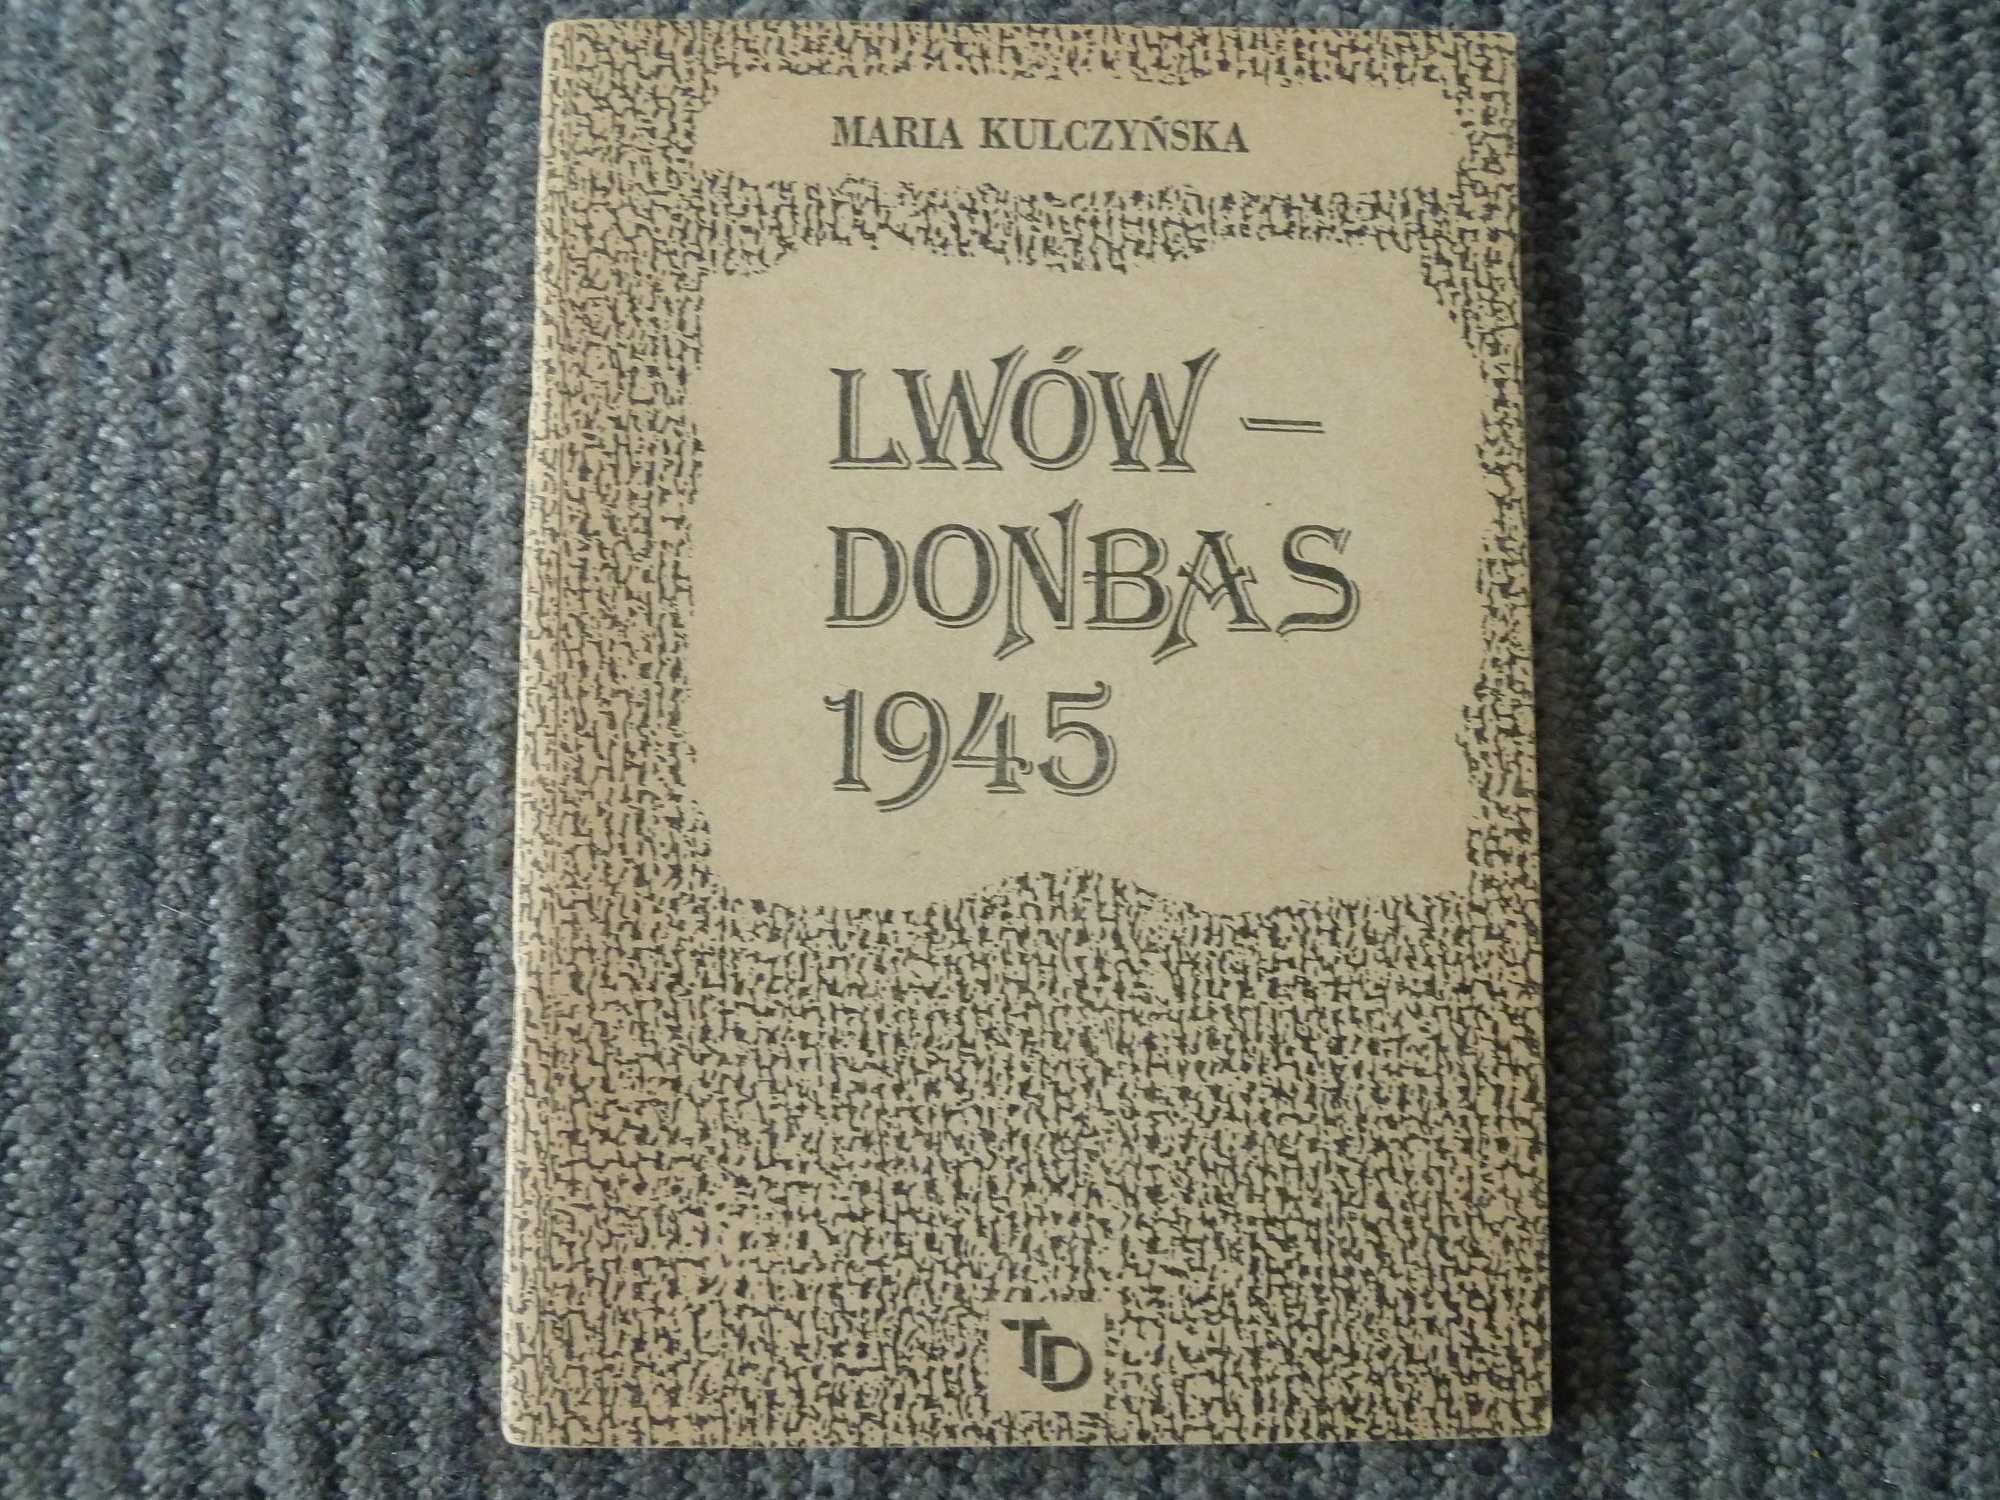 MARIA KULCZYŃSKA
LWÓW –
DONBAS
1945
TD